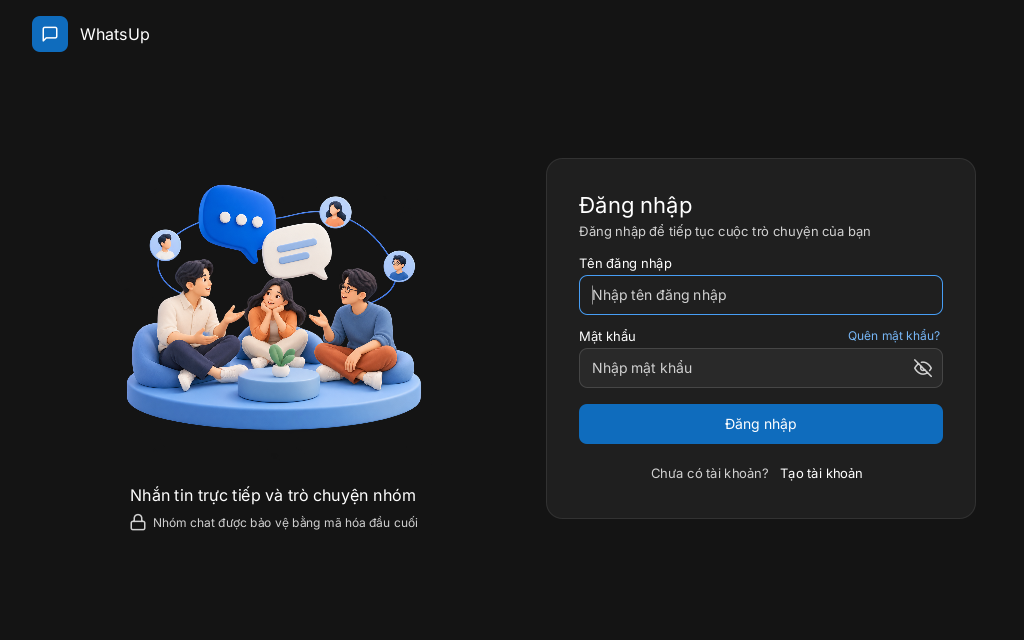 WhatsUp
Nhắn tin trực tiếp và trò chuyện nhóm
Nhóm chat được bảo vệ bằng mã hóa đầu cuối
Đăng nhập
Đăng nhập để tiếp tục cuộc trò chuyện của bạn
Tên đăng nhập
Nhập tên đăng nhập
Mật khẩu
Quên mật khẩu?
Nhập mật khẩu
Đăng nhập
Chưa có tài khoản? Tạo tài khoản